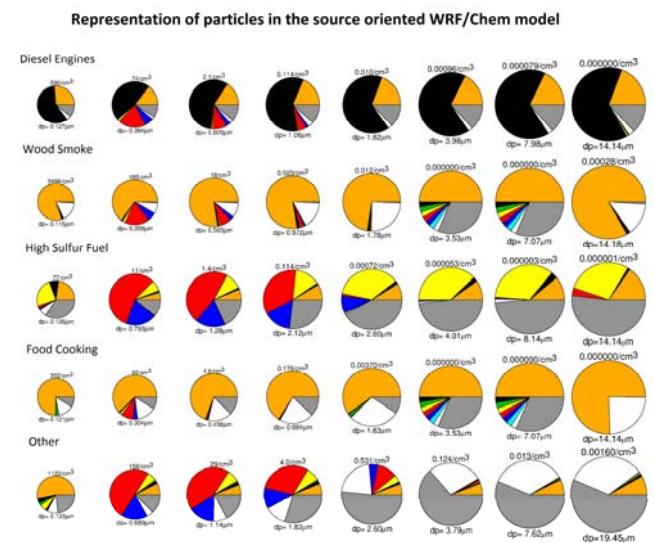 Representation of particles in the source oriented WRF/Chem model
Diesel Engines
590/cm3 74/cm3 2.1/cm3 0.114/cm3 0.010/cm3 0.00096/cm3 0.000079/cm3 0.000000/cm3
dp= 0.127μm dp= 0.384μm dp= 0.605μm dp= 1.06μm dp= 1.82μm dp= 3.98μm dp= 7.98μm dp=14.14μm
Wood Smoke
485/cm3 18/cm3 0.523/cm3 0.012/cm3 0.000000/cm3 0.000000/cm3 0.00028/cm3
dp= 0.115μm dp= 0.565μm dp= 0.972μm dp= 1.78μm dp= 3.53μm dp= 7.07μm dp=14.18μm
High Sulfur Fuel
77/cm3 11/cm3 1.4/cm3 0.114/cm3 0.00072/cm3 0.000053/cm3 0.000003/cm3 0.000001/cm3
dp= 0.136μm dp= 0.793μm dp= 1.28μm dp= 2.12μm dp= 2.60μm dp= 4.01μm dp= 8.14μm dp=14.14μm
Food Cooking
502/cm3 49/cm3 4.8/cm3 0.176/cm3 0.00370/cm3 0.000000/cm3 0.000000/cm3 0.000000/cm3
dp= 0.121μm dp= 0.304μm dp= 0.458μm dp= 0.884μm dp= 1.83μm dp= 3.53μm dp= 7.07μm dp=14.14μm
Other
1122/cm3 156/cm3 29/cm3 4.0/cm3 0.531/cm3 0.124/cm3 0.013/cm3 0.00160/cm3
dp= 0.133μm dp= 0.689μm dp= 1.14μm dp= 1.82μm dp= 2.60μm dp= 3.79μm dp= 7.62μm dp=19.45μm